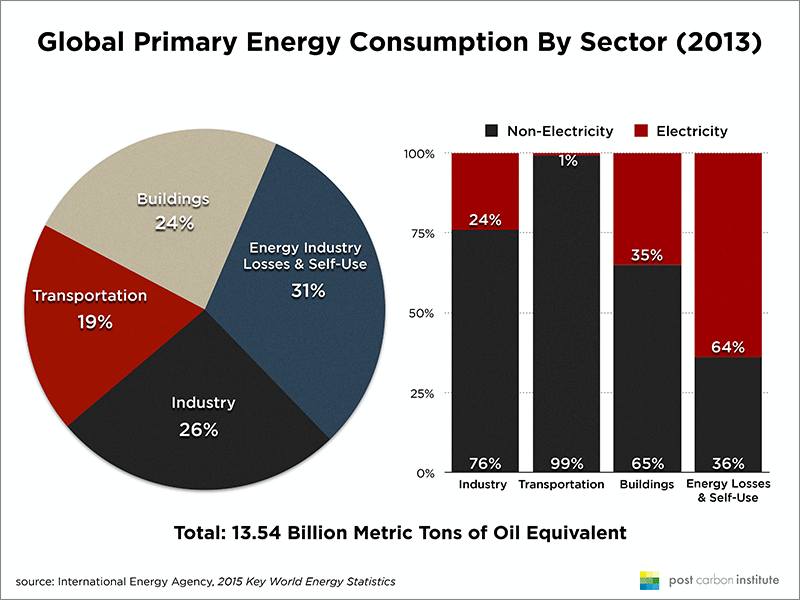 Global Primary Energy Consumption By Sector (2013)
Buildings
24%
Energy Industry
Losses & Self-Use
31%
Transportation
19%
Industry
26%
Non-Electricity
Electricity
100%
75%
50%
25%
0%
24%
1%
35%
64%
76%
99%
65%
36%
Industry
Transportation
Buildings
Energy Losses
& Self-Use
Total: 13.54 Billion Metric Tons of Oil Equivalent
source: International Energy Agency, 2015 Key World Energy Statistics
post carbon institute